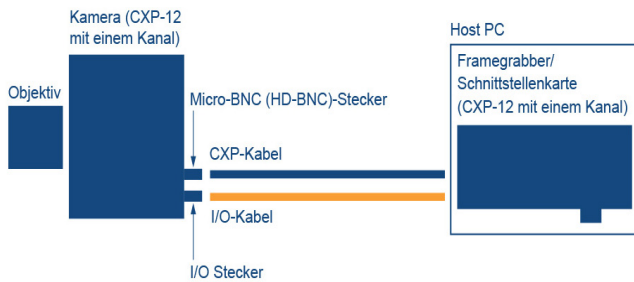 Kamera (CXP-12
mit einem Kanal)
Host PC
Framegrabber/
Schnittstellenkarte
(CXP-12 mit einem Kanal)
Objektiv
Micro-BNC (HD-BNC)-Stecker
CXP-Kabel
I/O-Kabel
I/O Stecker